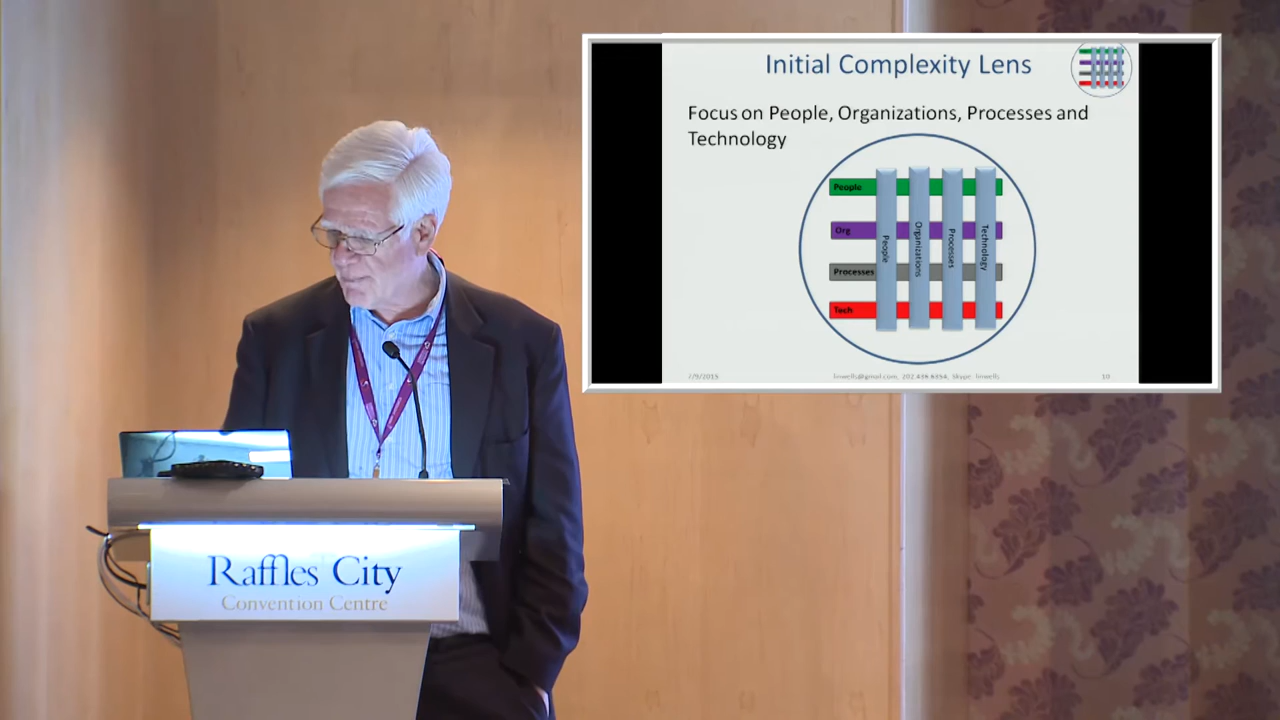 Initial Complexity Lens
Focus on People, Organizations, Processes and
Technology
People
Org
Processes
Tech
People
Organizations
Processes
Technology
7/9/2015
10
Raffles City
Convention Centre